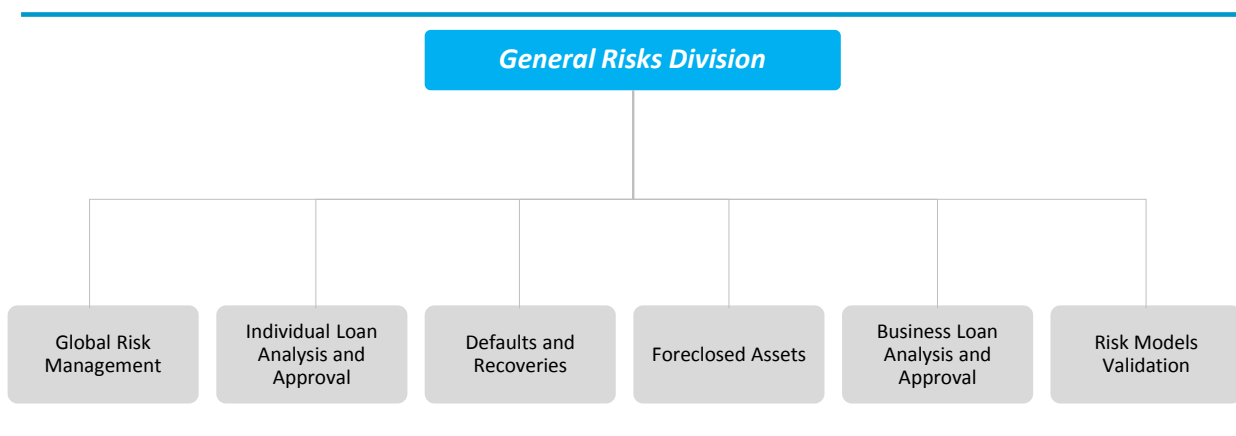 General Risks Division
Global Risk
Management
Individual Loan
Analysis and
Approval
Defaults and
Recoveries
Foreclosed Assets
Business Loan
Analysis and
Approval
Risk Models
Validation